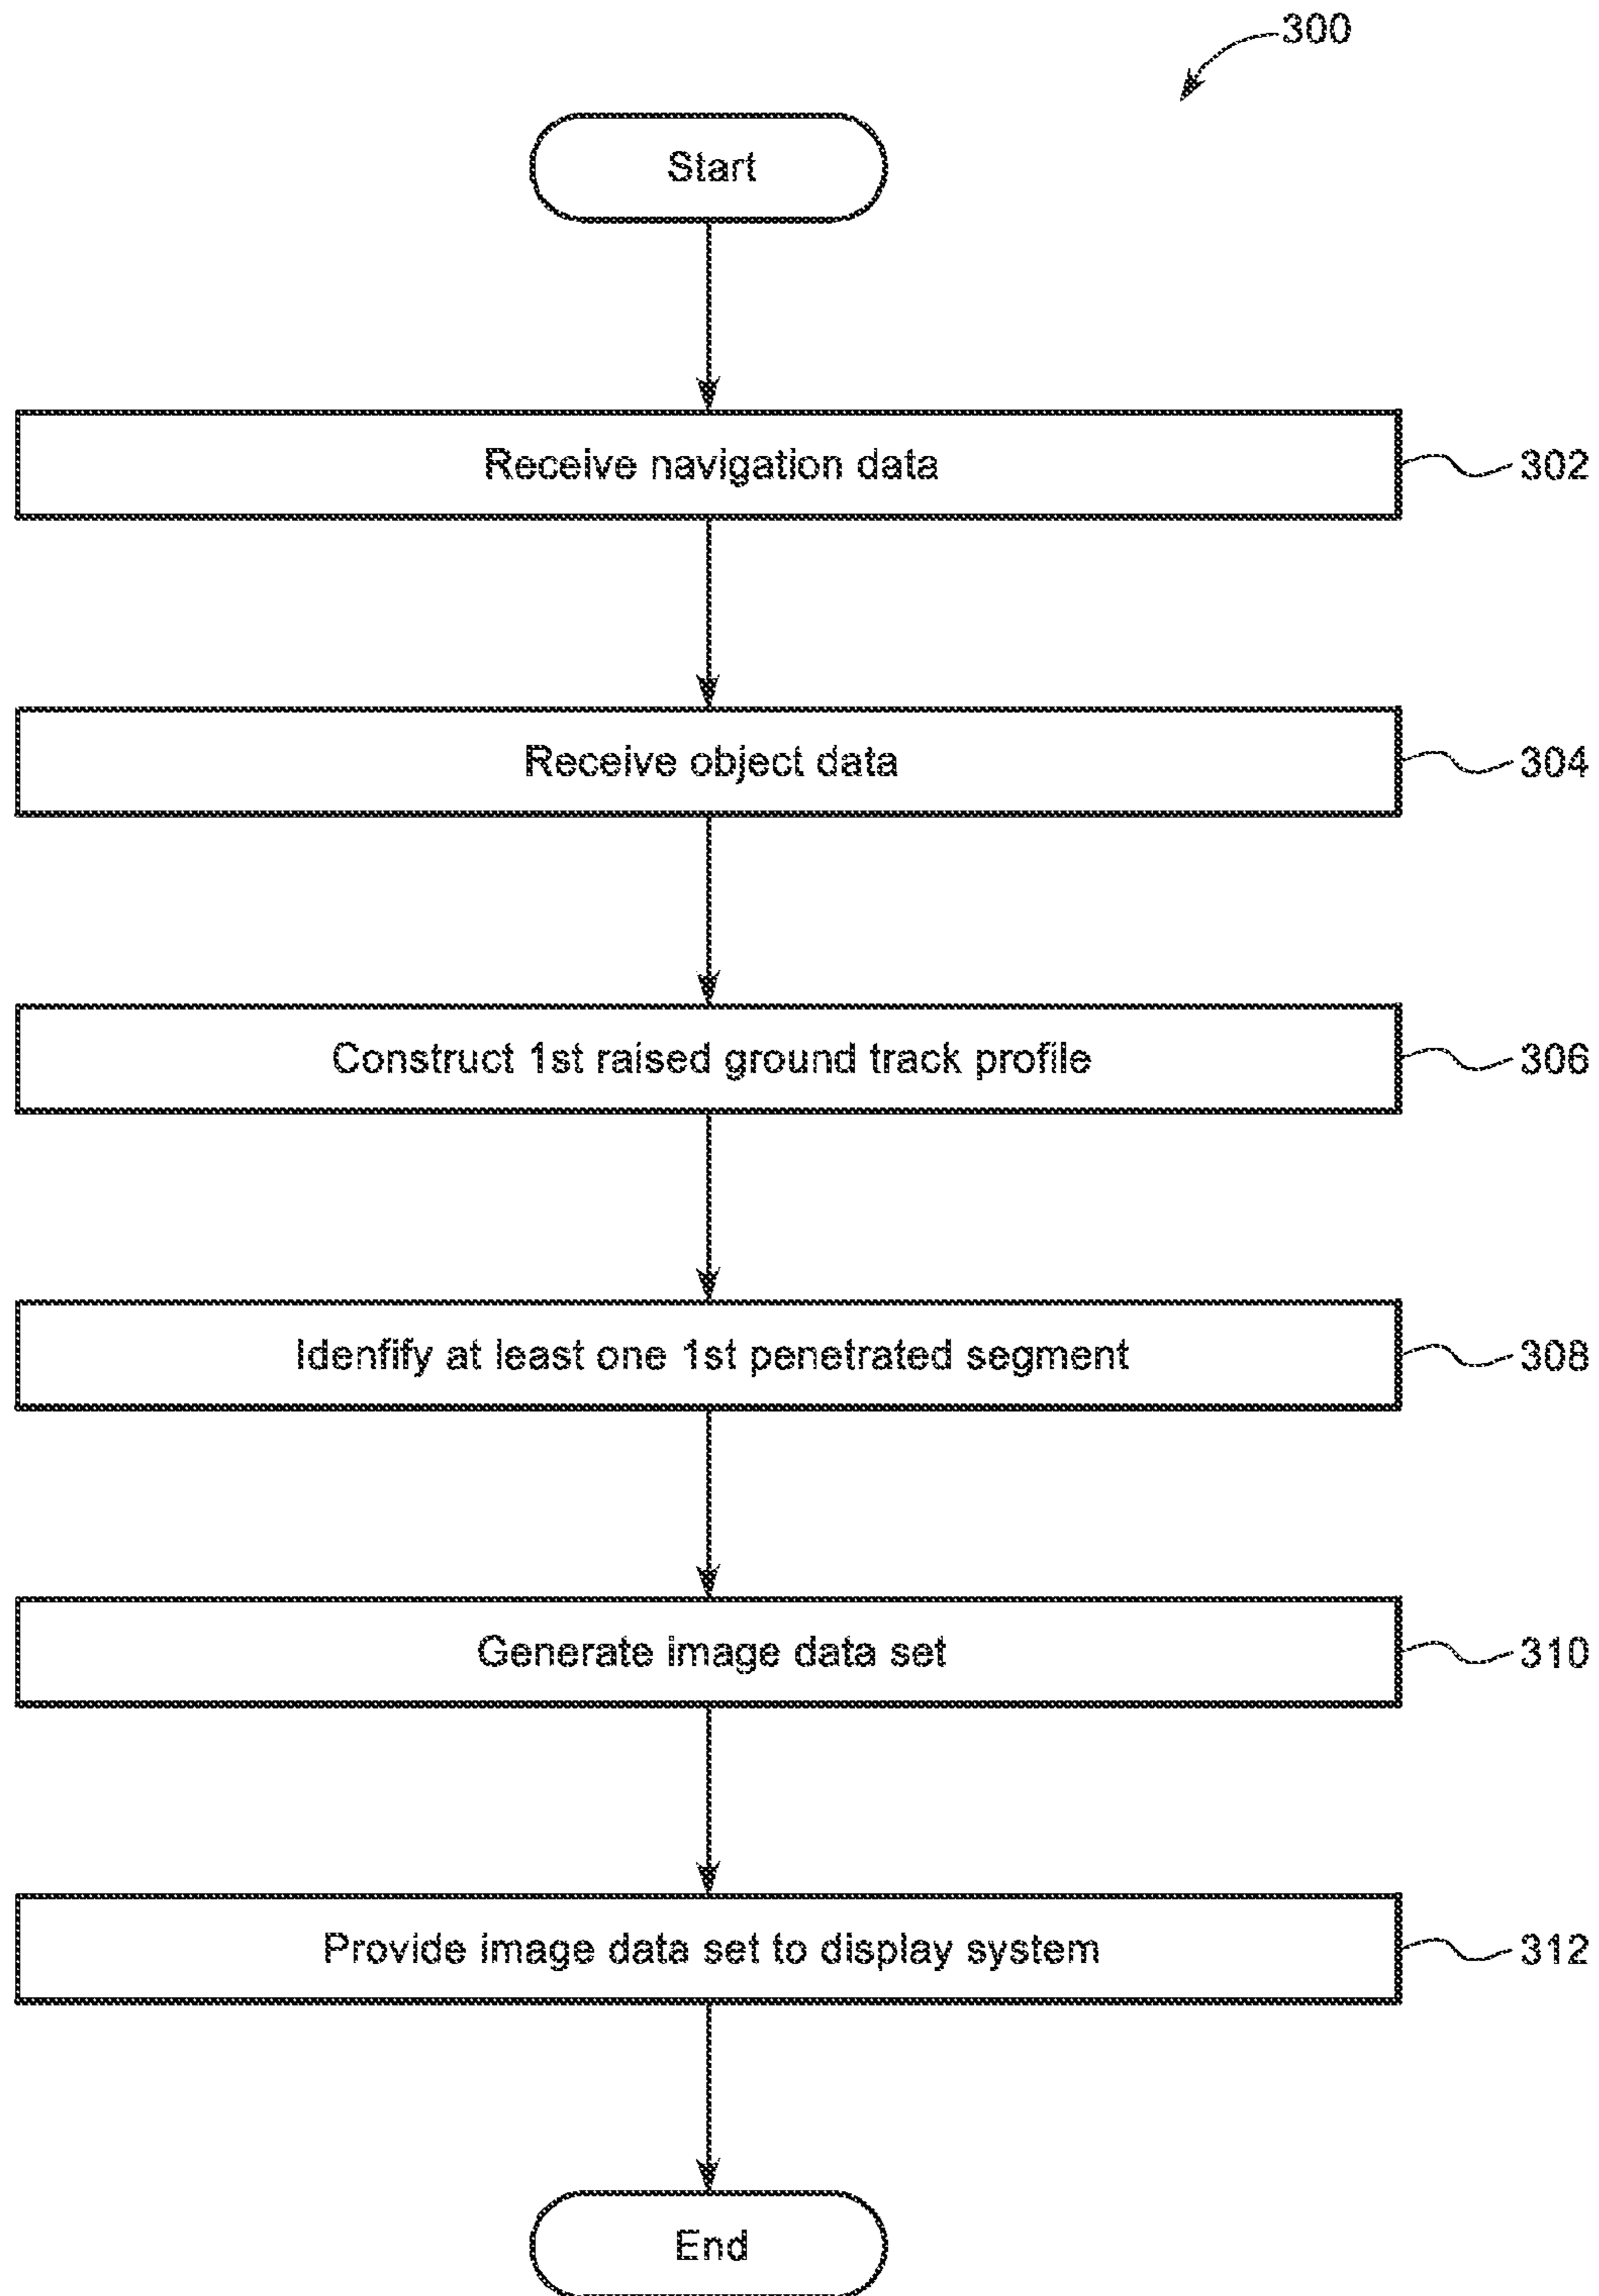 300
Start
Receive navigation data
302
Receive object data
304
Construct 1st raised ground track profile
306
Idenfify at least one 1st penetrated segment
308
Generate image data set
310
Provide image data set to display system
312
End